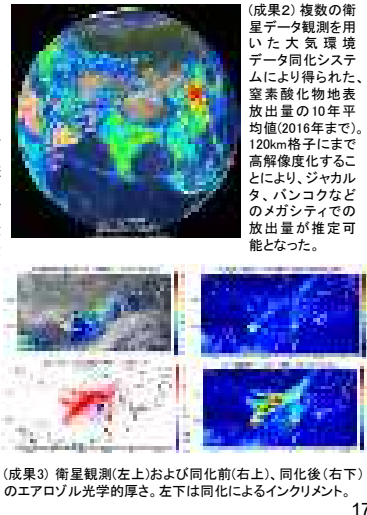 (成果2) 複数の衛
星データ観測を用
いた大気環境
データ同化システ
ムにより得られた、
窒素酸化物地表
放出量の10年平
均値(2016年まで)。
120km格子にまで
高解像度化するこ
とにより、ジャカル
タ、バンコクなど
のメガシティでの
放出量が推定可
能となった。
(成果3) 衛星観測(左上)および同化前(右上)、同化後(右下)
のエアロゾル光学的厚さ。左下は同化によるインクリメント。
17